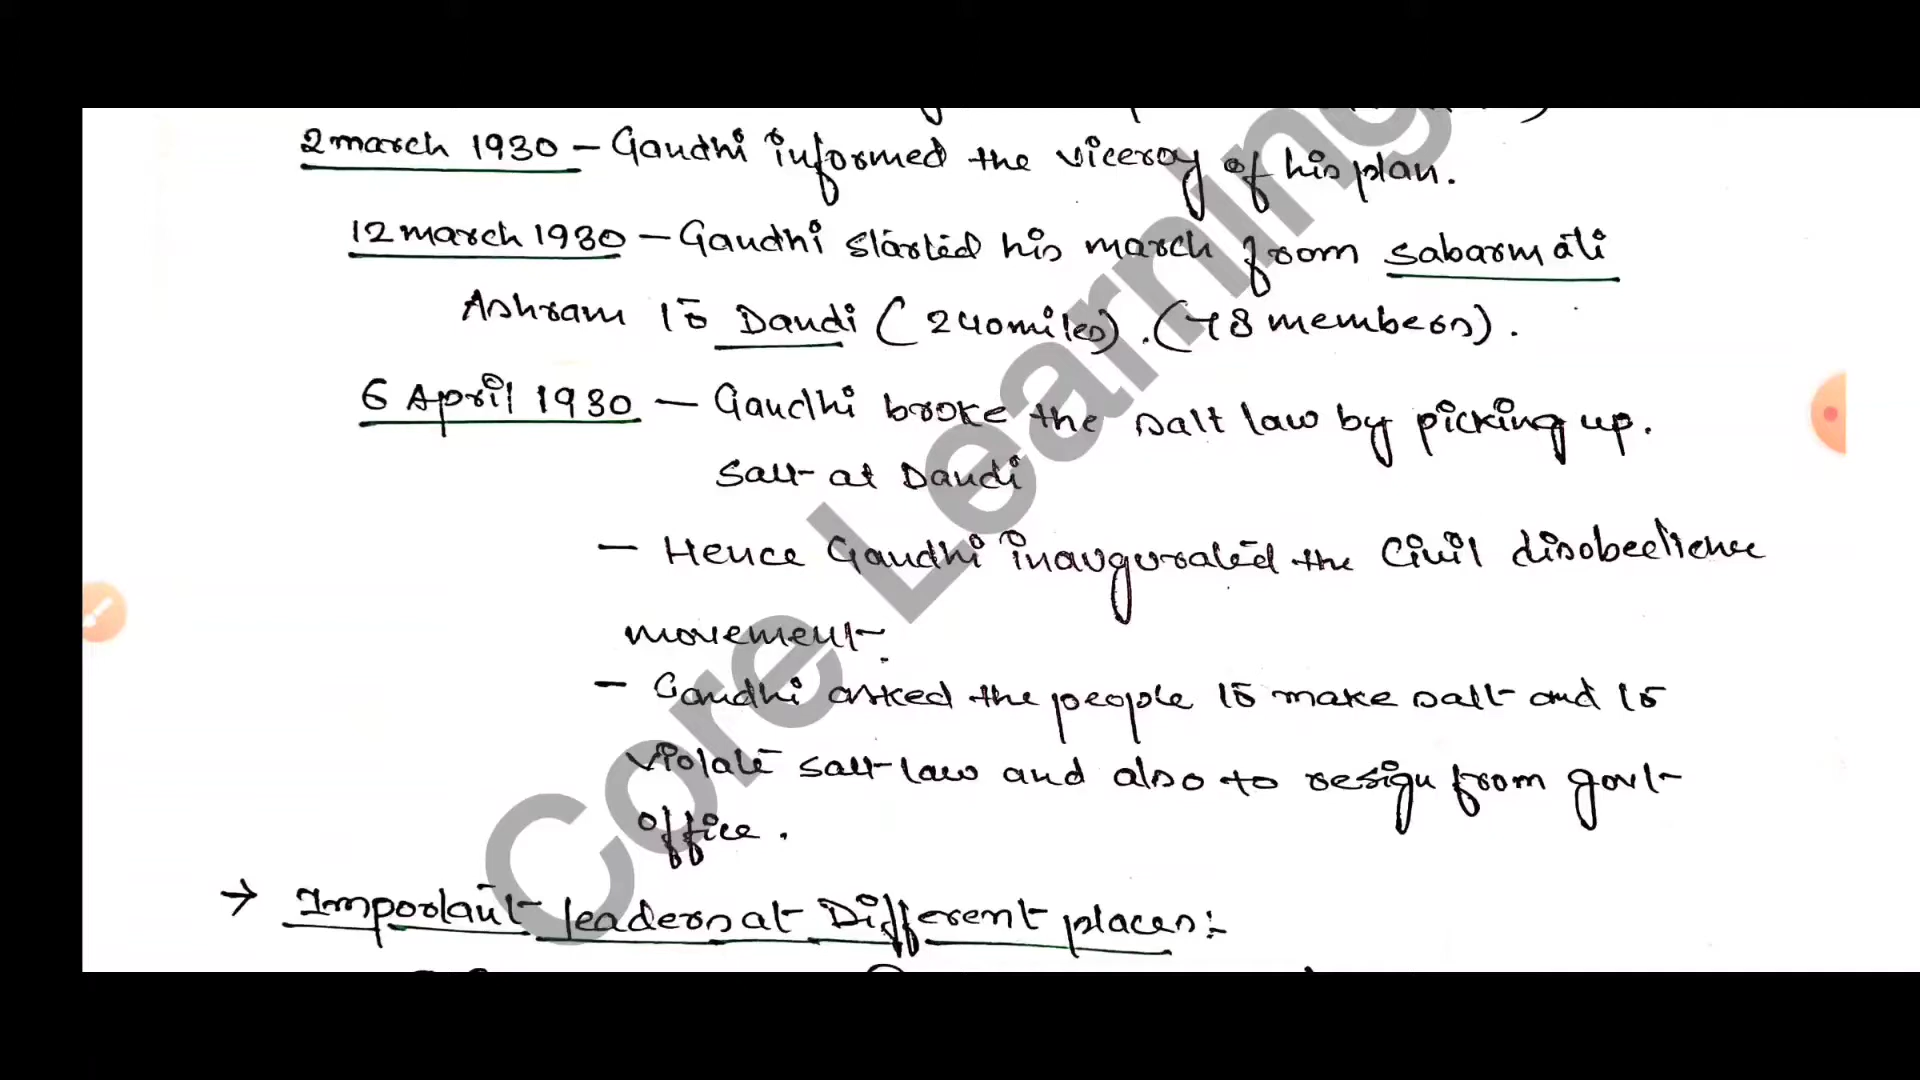 2 march 1930 - Gandhi informed the viceroy of his plan.
12 march 1930 - Gandhi started his march from sabarmati
Ashram to Dandi (240 miles). (78 members).
6 April 1930 - Gandhi broke the salt law by picking up.
salt at Dandi
- Hence Gandhi inaugurated the Civil disobedience
movement.
- Gandhi asked the people to make salt and to
violate salt law and also to resign from govt
office.
→ Important leaders at Different places:-
Core Learning